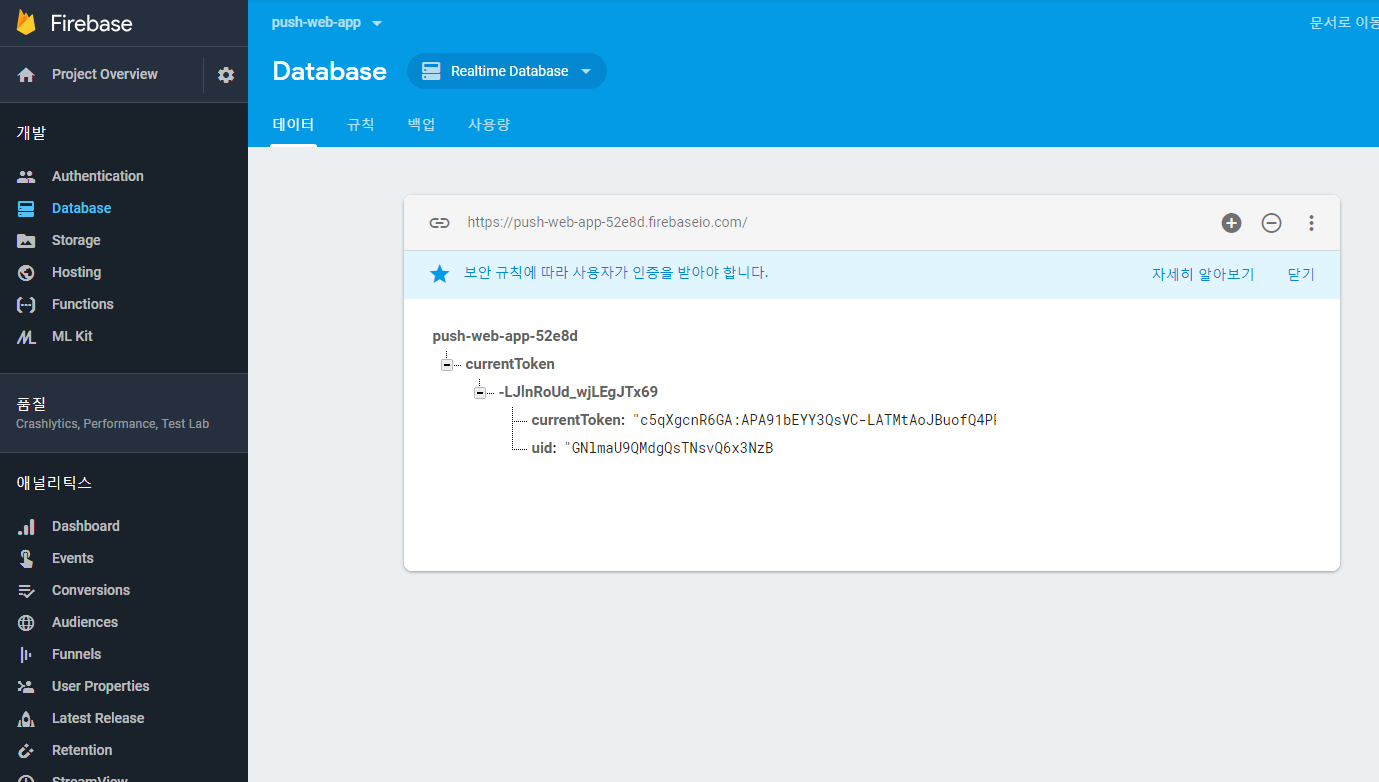 Firebase
Project Overview
개발
Authentication
Database
Storage
Hosting
Functions
ML Kit
품질
Crashlytics, Performance, Test Lab
애널리틱스
Dashboard
Events
Conversions
Audiences
Funnels
User Properties
Latest Release
Retention
StreamView
push-web-app
문서로 이동
Database
Realtime Database
데이터 규칙 백업 사용량
https://push-web-app-52e8d.firebaseio.com/
보안 규칙에 따라 사용자가 인증을 받아야 합니다. 자세히 알아보기 닫기
push-web-app-52e8d
currentToken
-LJlnRoUd_wjLEgJTx69
currentToken: "c5qXgcnR6GA:APA91bEYY3QsVC-LATMtAoJBuofQ4P
uid: "GNlmaU9QMdgQsTNsvQ6x3NzB